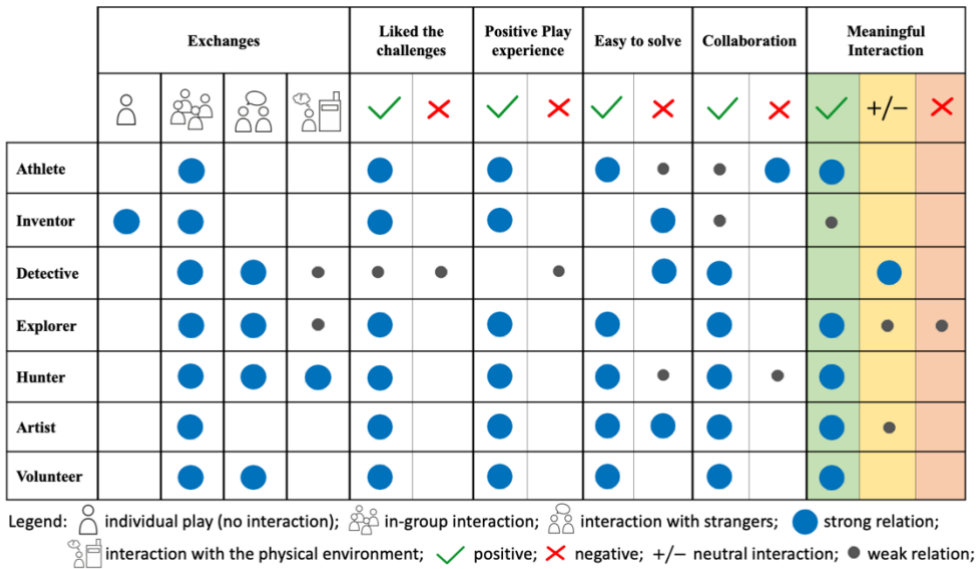 Exchanges
Liked the challenges
Positive Play experience
Easy to solve
Collaboration
Meaningful Interaction
+/−
Athlete
Inventor
Detective
Explorer
Hunter
Artist
Volunteer
Legend: individual play (no interaction); in-group interaction; interaction with strangers; strong relation;
interaction with the physical environment; positive; negative; +/− neutral interaction; weak relation;